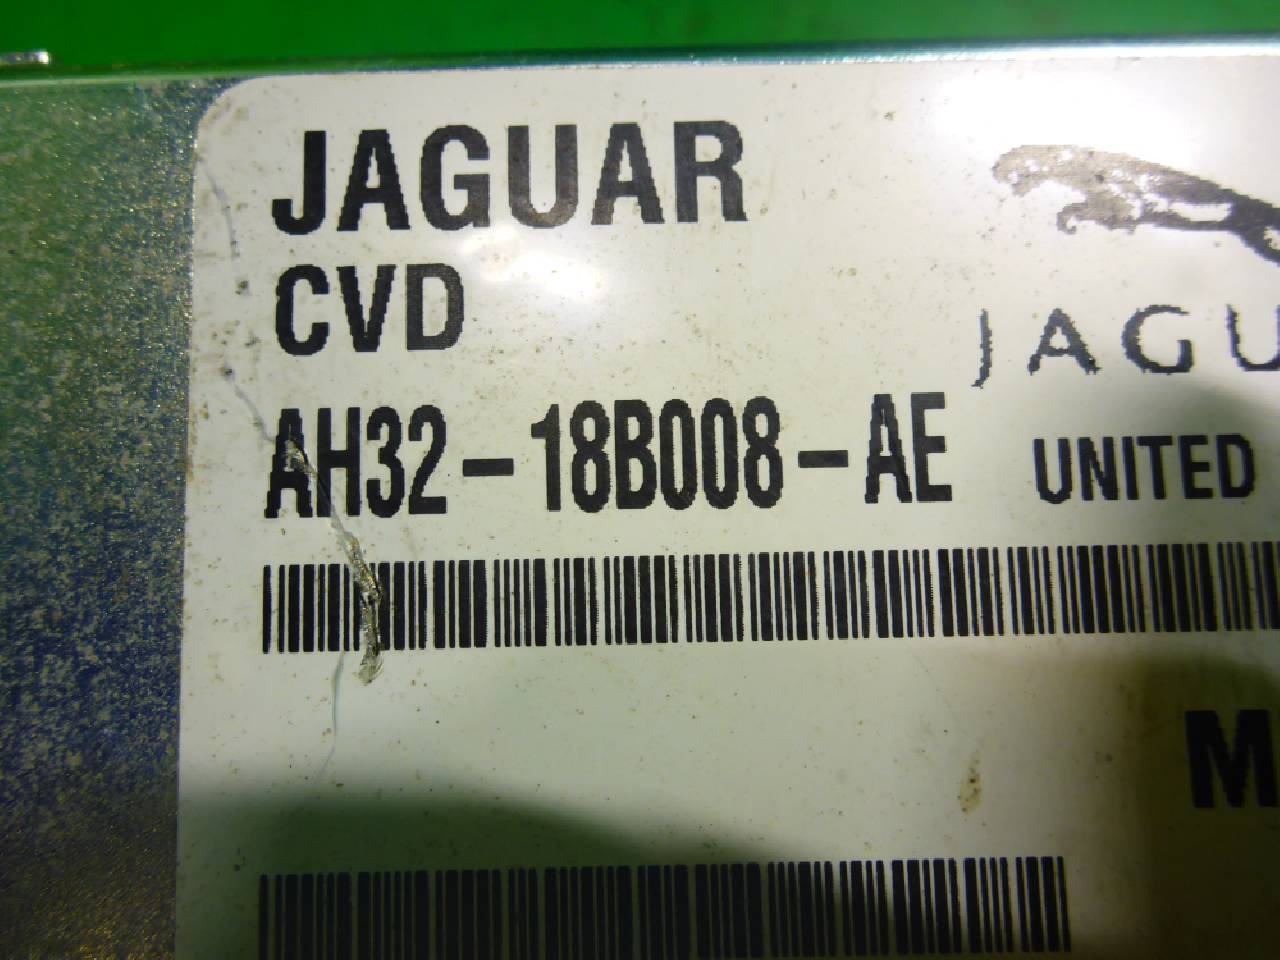 JAGUAR
CVD
JAGU
AH32-18B008-AE
UNITED
M